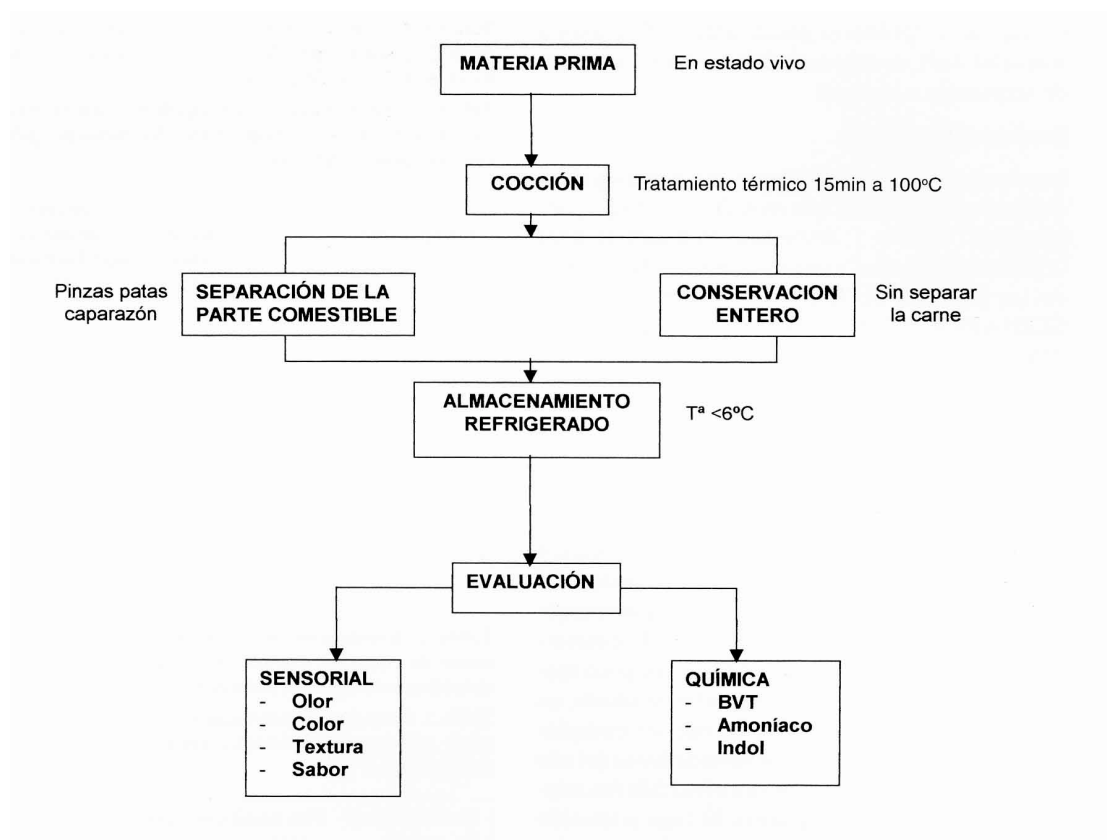 MATERIA PRIMA
En estado vivo
COCCIÓN
Tratamiento térmico 15min a 100ºC
Pinzas patas
caparazón
SEPARACIÓN DE LA
PARTE COMESTIBLE
CONSERVACION
ENTERO
Sin separar
la carne
ALMACENAMIENTO
REFRIGERADO
Tª <6ºC
EVALUACIÓN
SENSORIAL
- Olor
- Color
- Textura
- Sabor
QUÍMICA
- BVT
- Amoníaco
- Indol